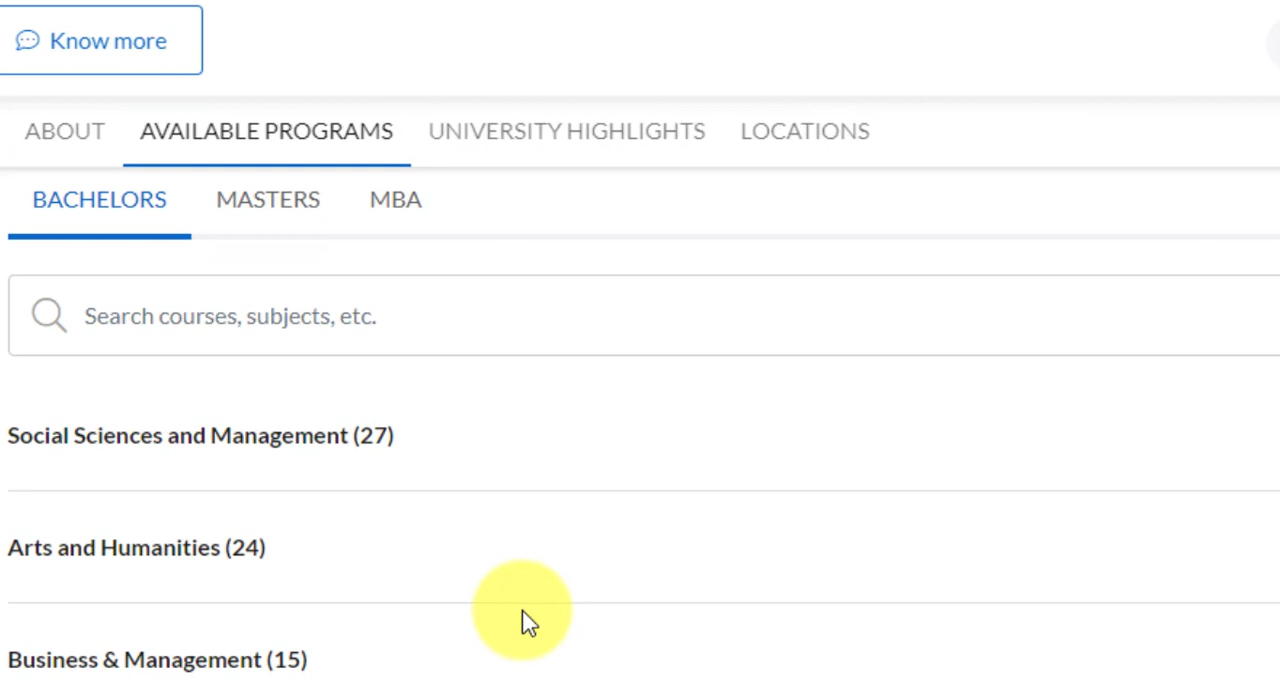 Know more
ABOUT AVAILABLE PROGRAMS UNIVERSITY HIGHLIGHTS LOCATIONS
BACHELORS MASTERS MBA
Search courses, subjects, etc.
Social Sciences and Management (27)
Arts and Humanities (24)
Business & Management (15)